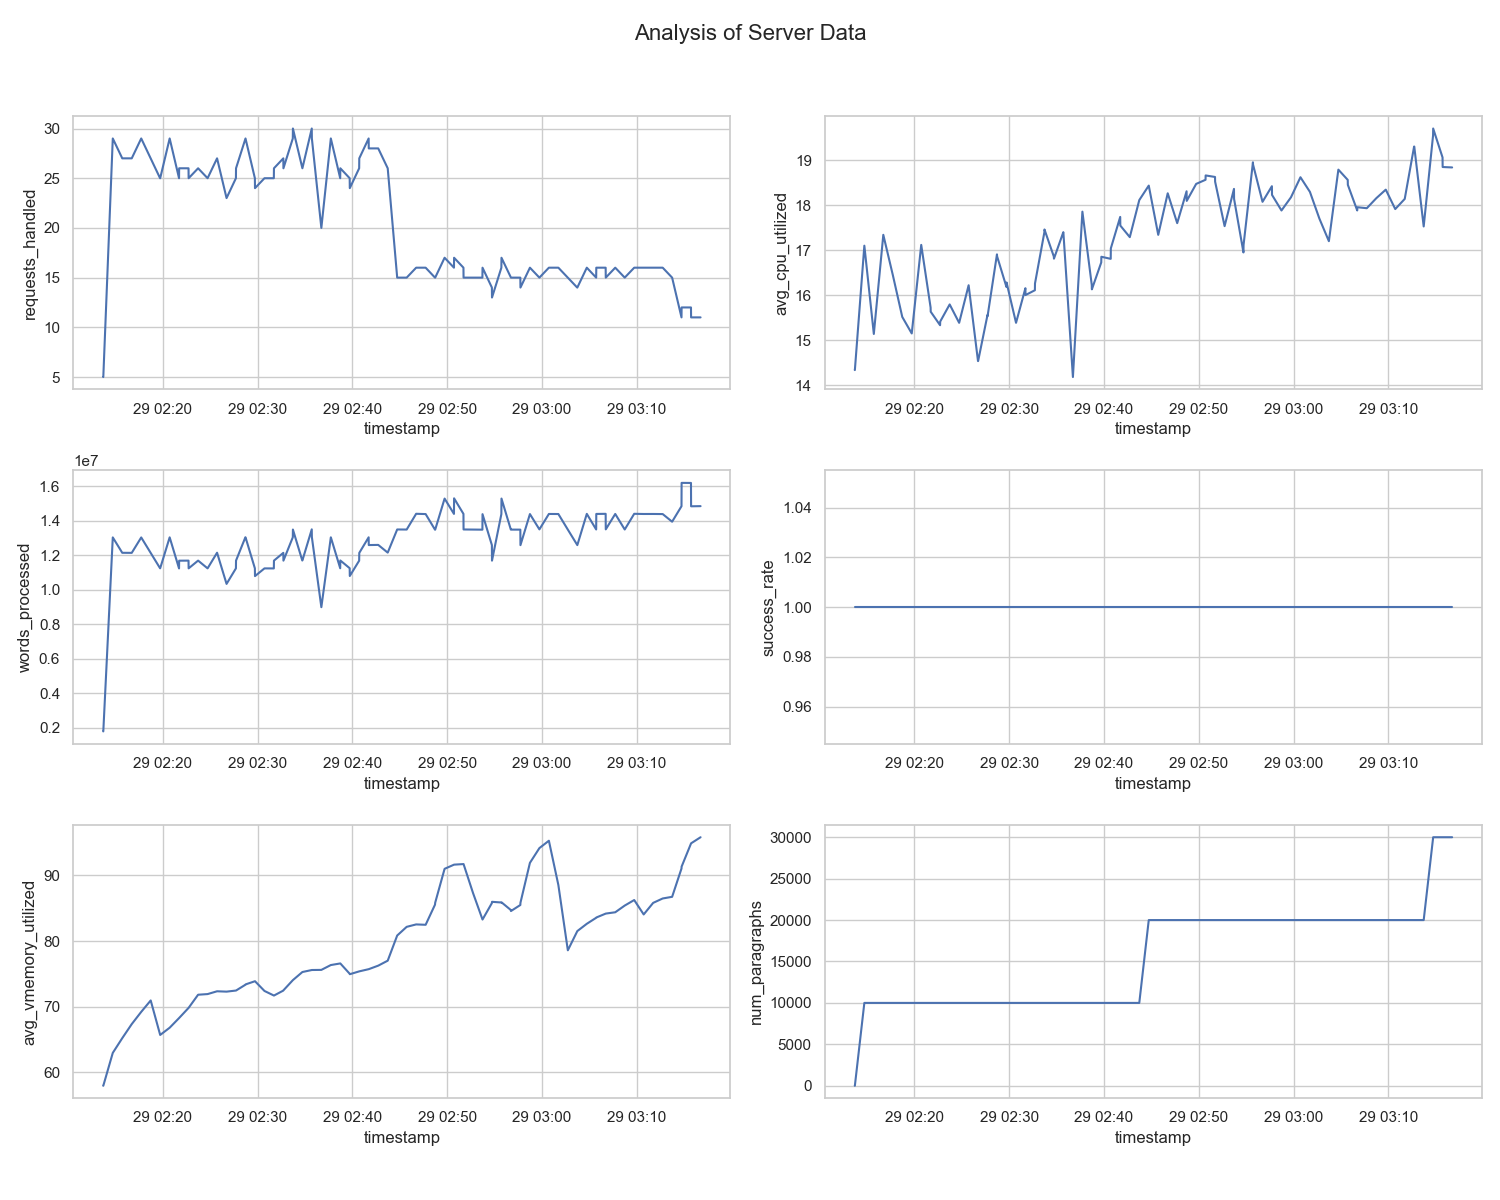 Analysis of Server Data
requests_handled
30
25
20
15
10
5
29 02:20 29 02:30 29 02:40 29 02:50 29 03:00 29 03:10
timestamp
avg_cpu_utilized
19
18
17
16
15
14
29 02:20 29 02:30 29 02:40 29 02:50 29 03:00 29 03:10
timestamp
1e7
words_processed
1.6
1.4
1.2
1.0
0.8
0.6
0.4
0.2
29 02:20 29 02:30 29 02:40 29 02:50 29 03:00 29 03:10
timestamp
success_rate
1.04
1.02
1.00
0.98
0.96
29 02:20 29 02:30 29 02:40 29 02:50 29 03:00 29 03:10
timestamp
avg_vmemory_utilized
90
80
70
60
29 02:20 29 02:30 29 02:40 29 02:50 29 03:00 29 03:10
timestamp
num_paragraphs
30000
25000
20000
15000
10000
5000
0
29 02:20 29 02:30 29 02:40 29 02:50 29 03:00 29 03:10
timestamp